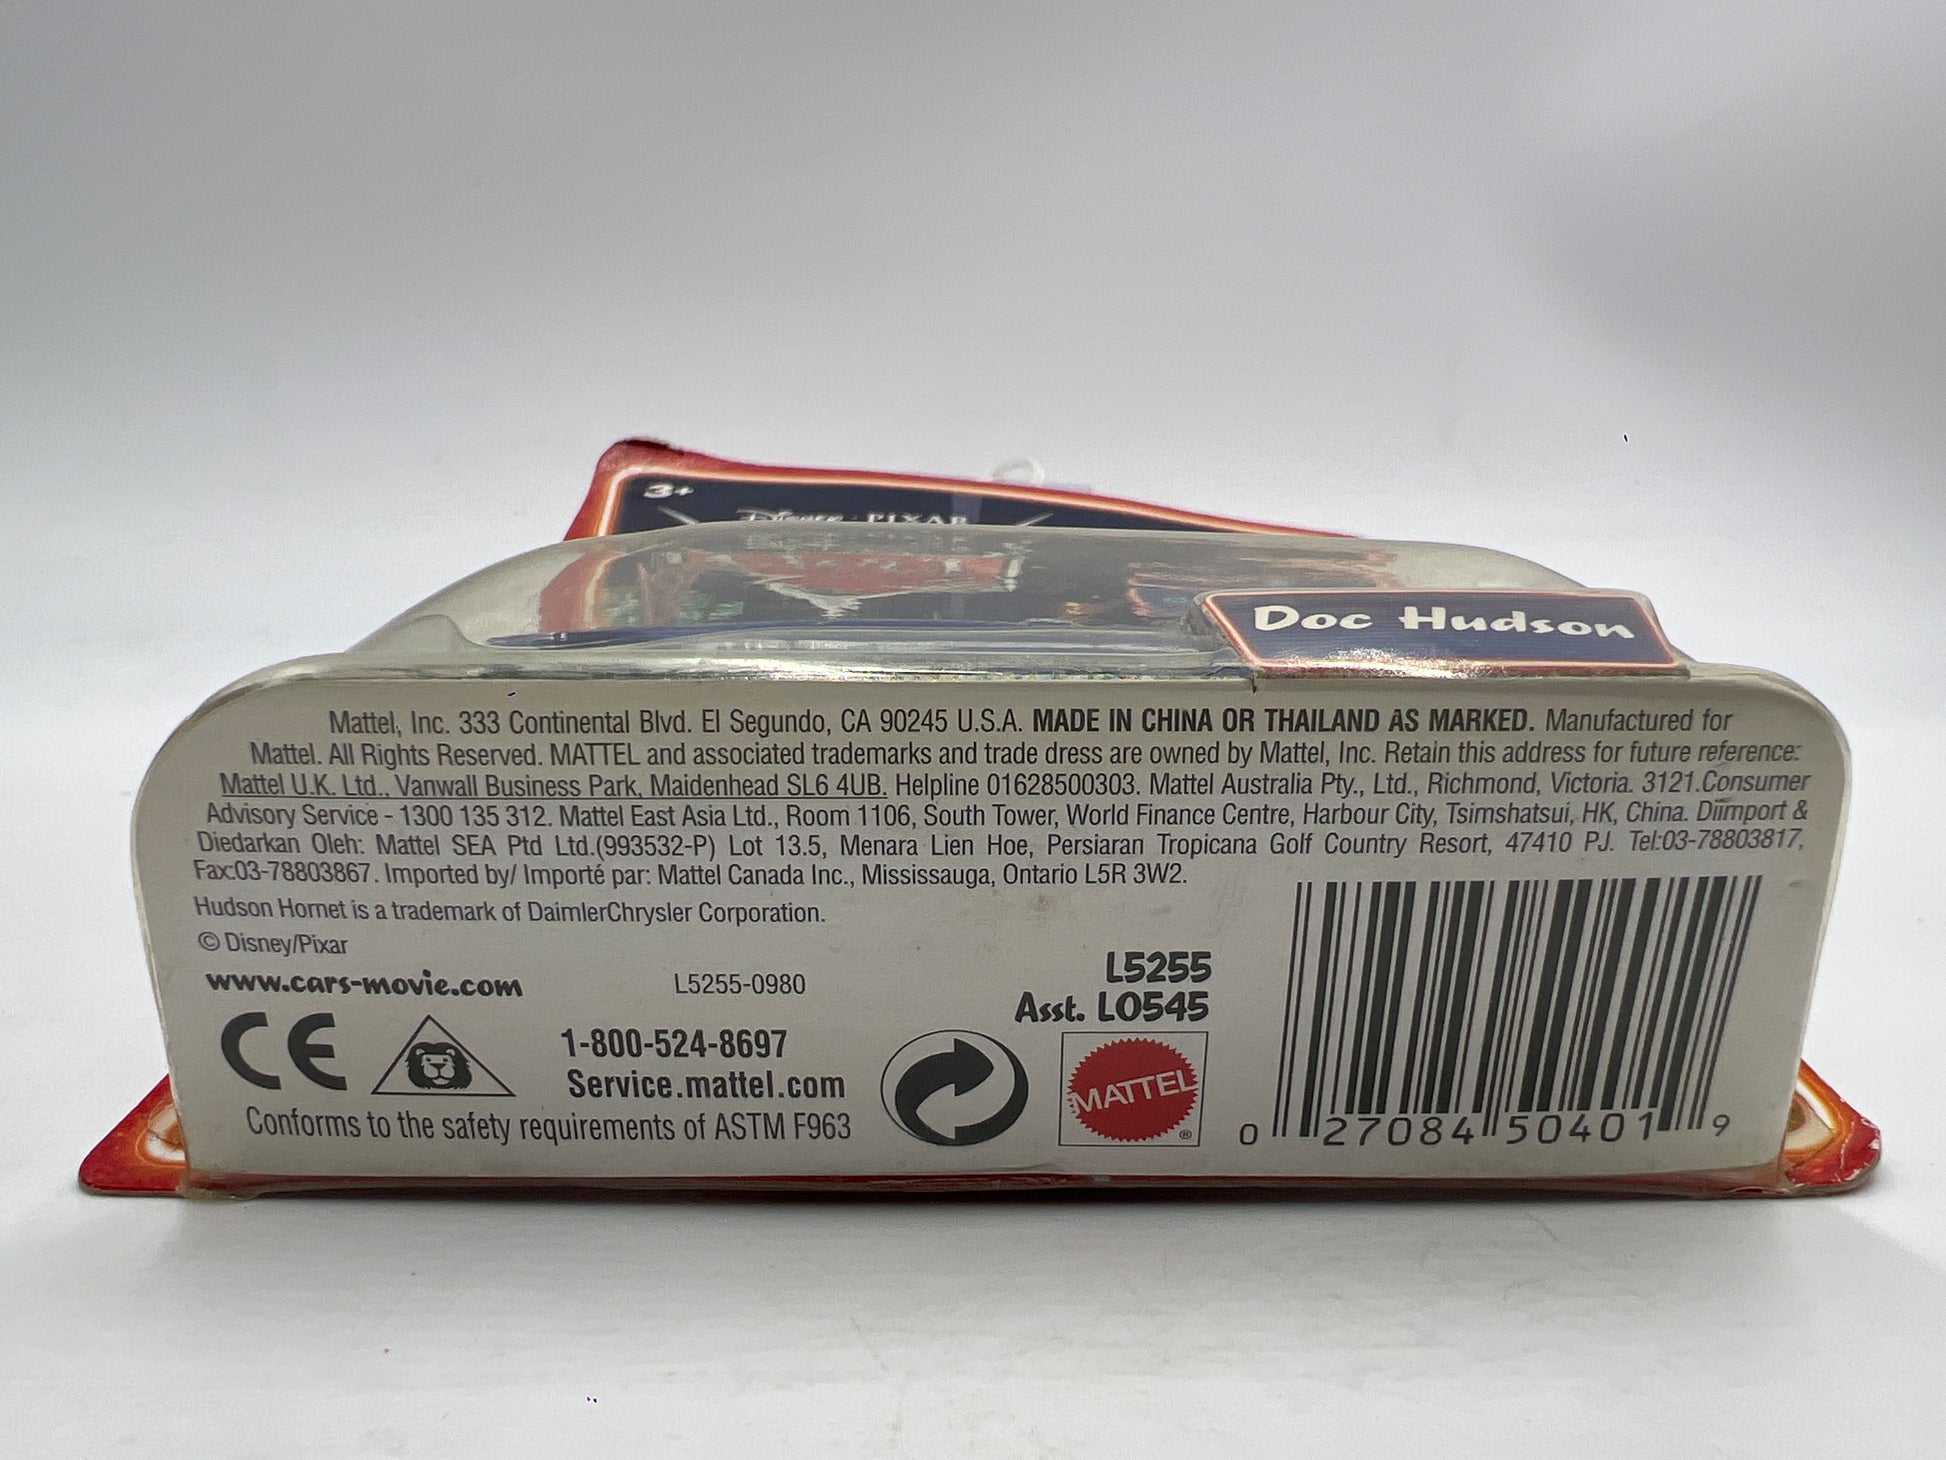 3+
Disney · PIXAR
Doc Hudson
Mattel, Inc. 333 Continental Blvd. El Segundo, CA 90245 U.S.A. MADE IN CHINA OR THAILAND AS MARKED. Manufactured for
Mattel. All Rights Reserved. MATTEL and associated trademarks and trade dress are owned by Mattel, Inc. Retain this address for future reference:
Mattel U.K. Ltd., Vanwall Business Park, Maidenhead SL6 4UB. Helpline 01628500303. Mattel Australia Pty., Ltd., Richmond, Victoria. 3121.Consumer
Advisory Service - 1300 135 312. Mattel East Asia Ltd., Room 1106, South Tower, World Finance Centre, Harbour City, Tsimshatsui, HK, China. Diimport &
Diedarkan Oleh: Mattel SEA Ptd Ltd.(993532-P) Lot 13.5, Menara Lien Hoe, Persiaran Tropicana Golf Country Resort, 47410 PJ. Tel:03-78803817,
Fax:03-78803867. Imported by/ Importé par: Mattel Canada Inc., Mississauga, Ontario L5R 3W2.
Hudson Hornet is a trademark of DaimlerChrysler Corporation.
© Disney/Pixar
www.cars-movie.com
L5255-0980
L5255
Asst. L0545
CE
1-800-524-8697
Service.mattel.com
Conforms to the safety requirements of ASTM F963
MATTEL®
0 27084 50401 9